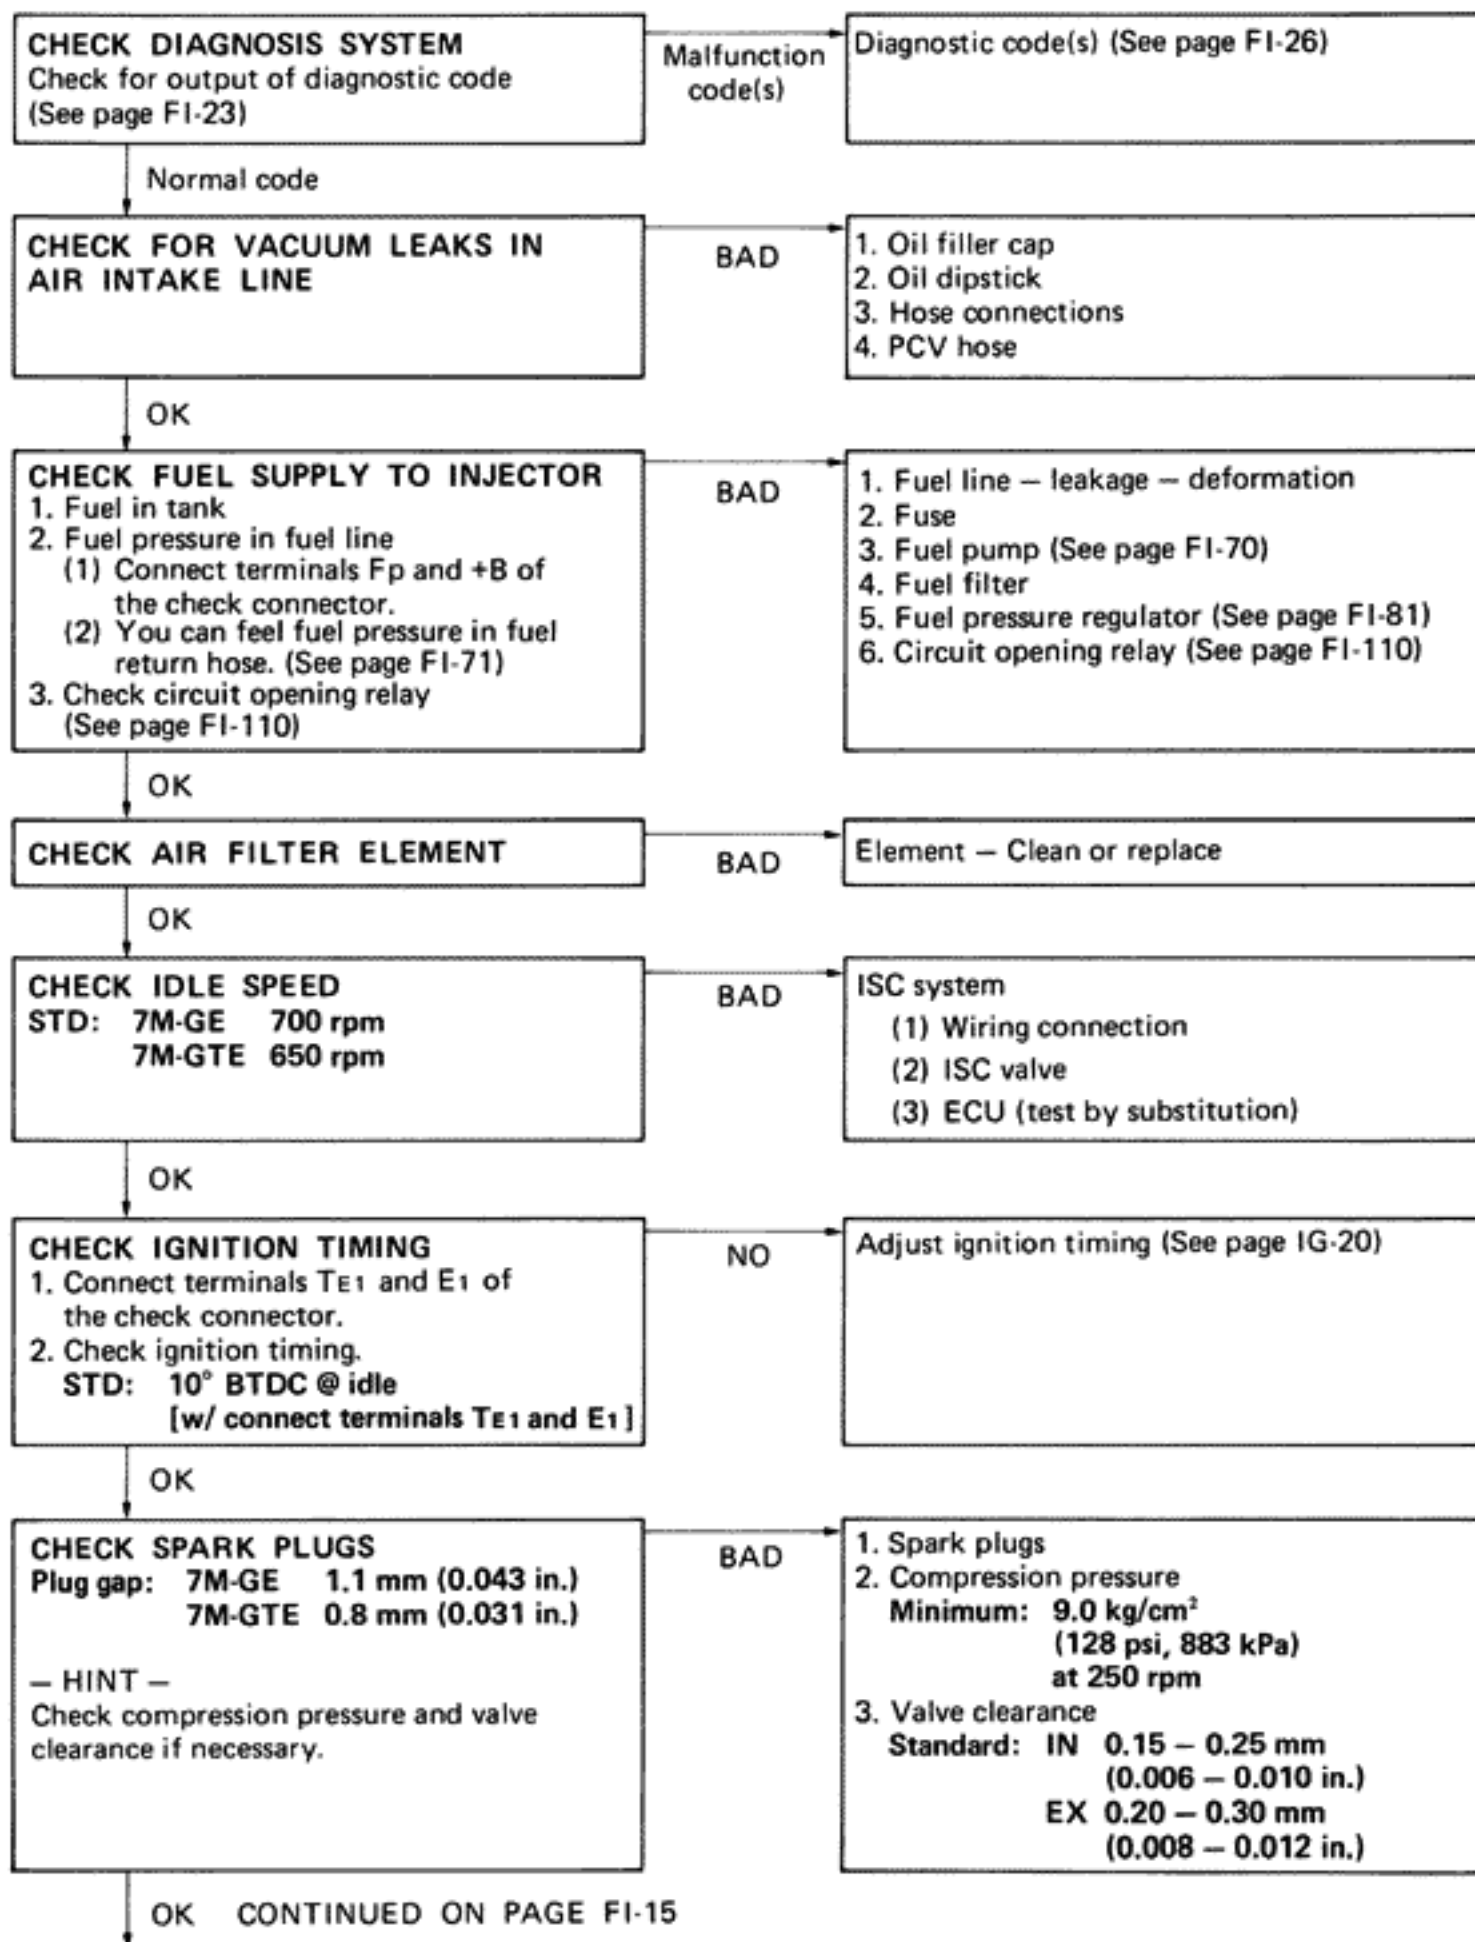 CHECK DIAGNOSIS SYSTEM
Check for output of diagnostic code
(See page FI-23)
Malfunction
code(s)
Diagnostic code(s) (See page FI-26)
Normal code
CHECK FOR VACUUM LEAKS IN
AIR INTAKE LINE
BAD
1. Oil filler cap
2. Oil dipstick
3. Hose connections
4. PCV hose
OK
CHECK FUEL SUPPLY TO INJECTOR
1. Fuel in tank
2. Fuel pressure in fuel line
(1) Connect terminals Fp and +B of
the check connector.
(2) You can feel fuel pressure in fuel
return hose. (See page FI-71)
3. Check circuit opening relay
(See page FI-110)
BAD
1. Fuel line — leakage — deformation
2. Fuse
3. Fuel pump (See page FI-70)
4. Fuel filter
5. Fuel pressure regulator (See page FI-81)
6. Circuit opening relay (See page FI-110)
OK
CHECK AIR FILTER ELEMENT
BAD
Element — Clean or replace
OK
CHECK IDLE SPEED
STD: 7M-GE 700 rpm
7M-GTE 650 rpm
BAD
ISC system
(1) Wiring connection
(2) ISC valve
(3) ECU (test by substitution)
OK
CHECK IGNITION TIMING
1. Connect terminals TE1 and E1 of
the check connector.
2. Check ignition timing.
STD: 10° BTDC @ idle
[w/ connect terminals TE1 and E1]
NO
Adjust ignition timing (See page IG-20)
OK
CHECK SPARK PLUGS
Plug gap: 7M-GE 1.1 mm (0.043 in.)
7M-GTE 0.8 mm (0.031 in.)
— HINT —
Check compression pressure and valve
clearance if necessary.
BAD
1. Spark plugs
2. Compression pressure
Minimum: 9.0 kg/cm²
(128 psi, 883 kPa)
at 250 rpm
3. Valve clearance
Standard: IN 0.15 — 0.25 mm
(0.006 — 0.010 in.)
EX 0.20 — 0.30 mm
(0.008 — 0.012 in.)
OK CONTINUED ON PAGE FI-15